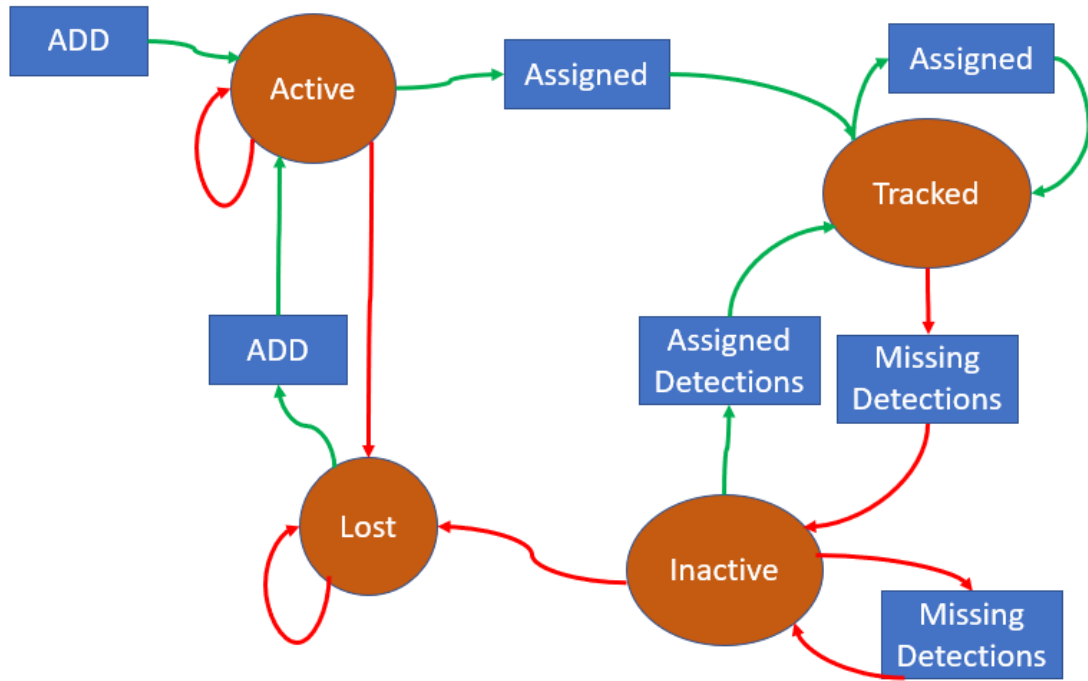 ADD
Active
Assigned
Assigned
Tracked
ADD
Assigned
Detections
Missing
Detections
Lost
Inactive
Missing
Detections